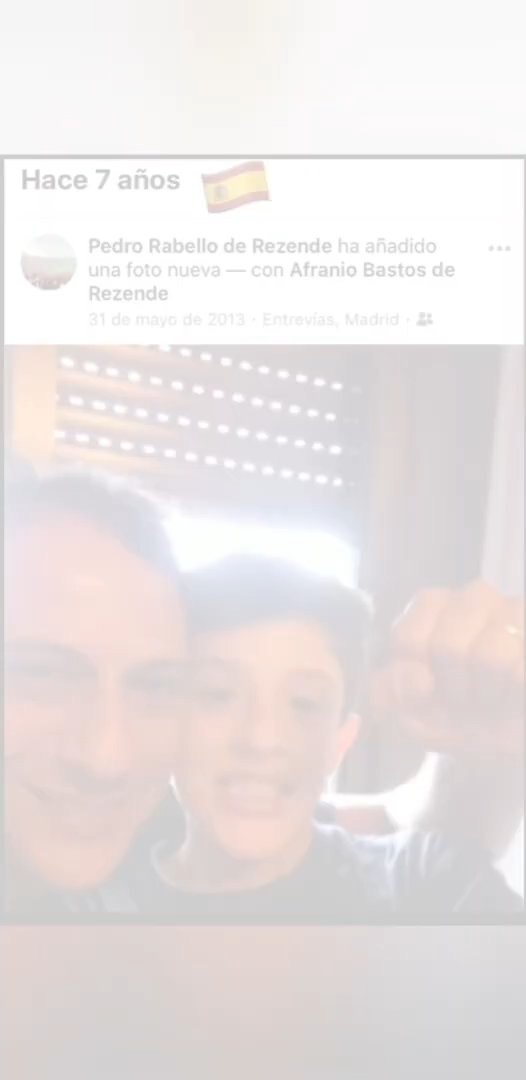 Hace 7 años
Pedro Rabello de Rezende ha añadido
una foto nueva — con Afranio Bastos de
Rezende
31 de mayo de 2013 · Entrevías, Madrid ·